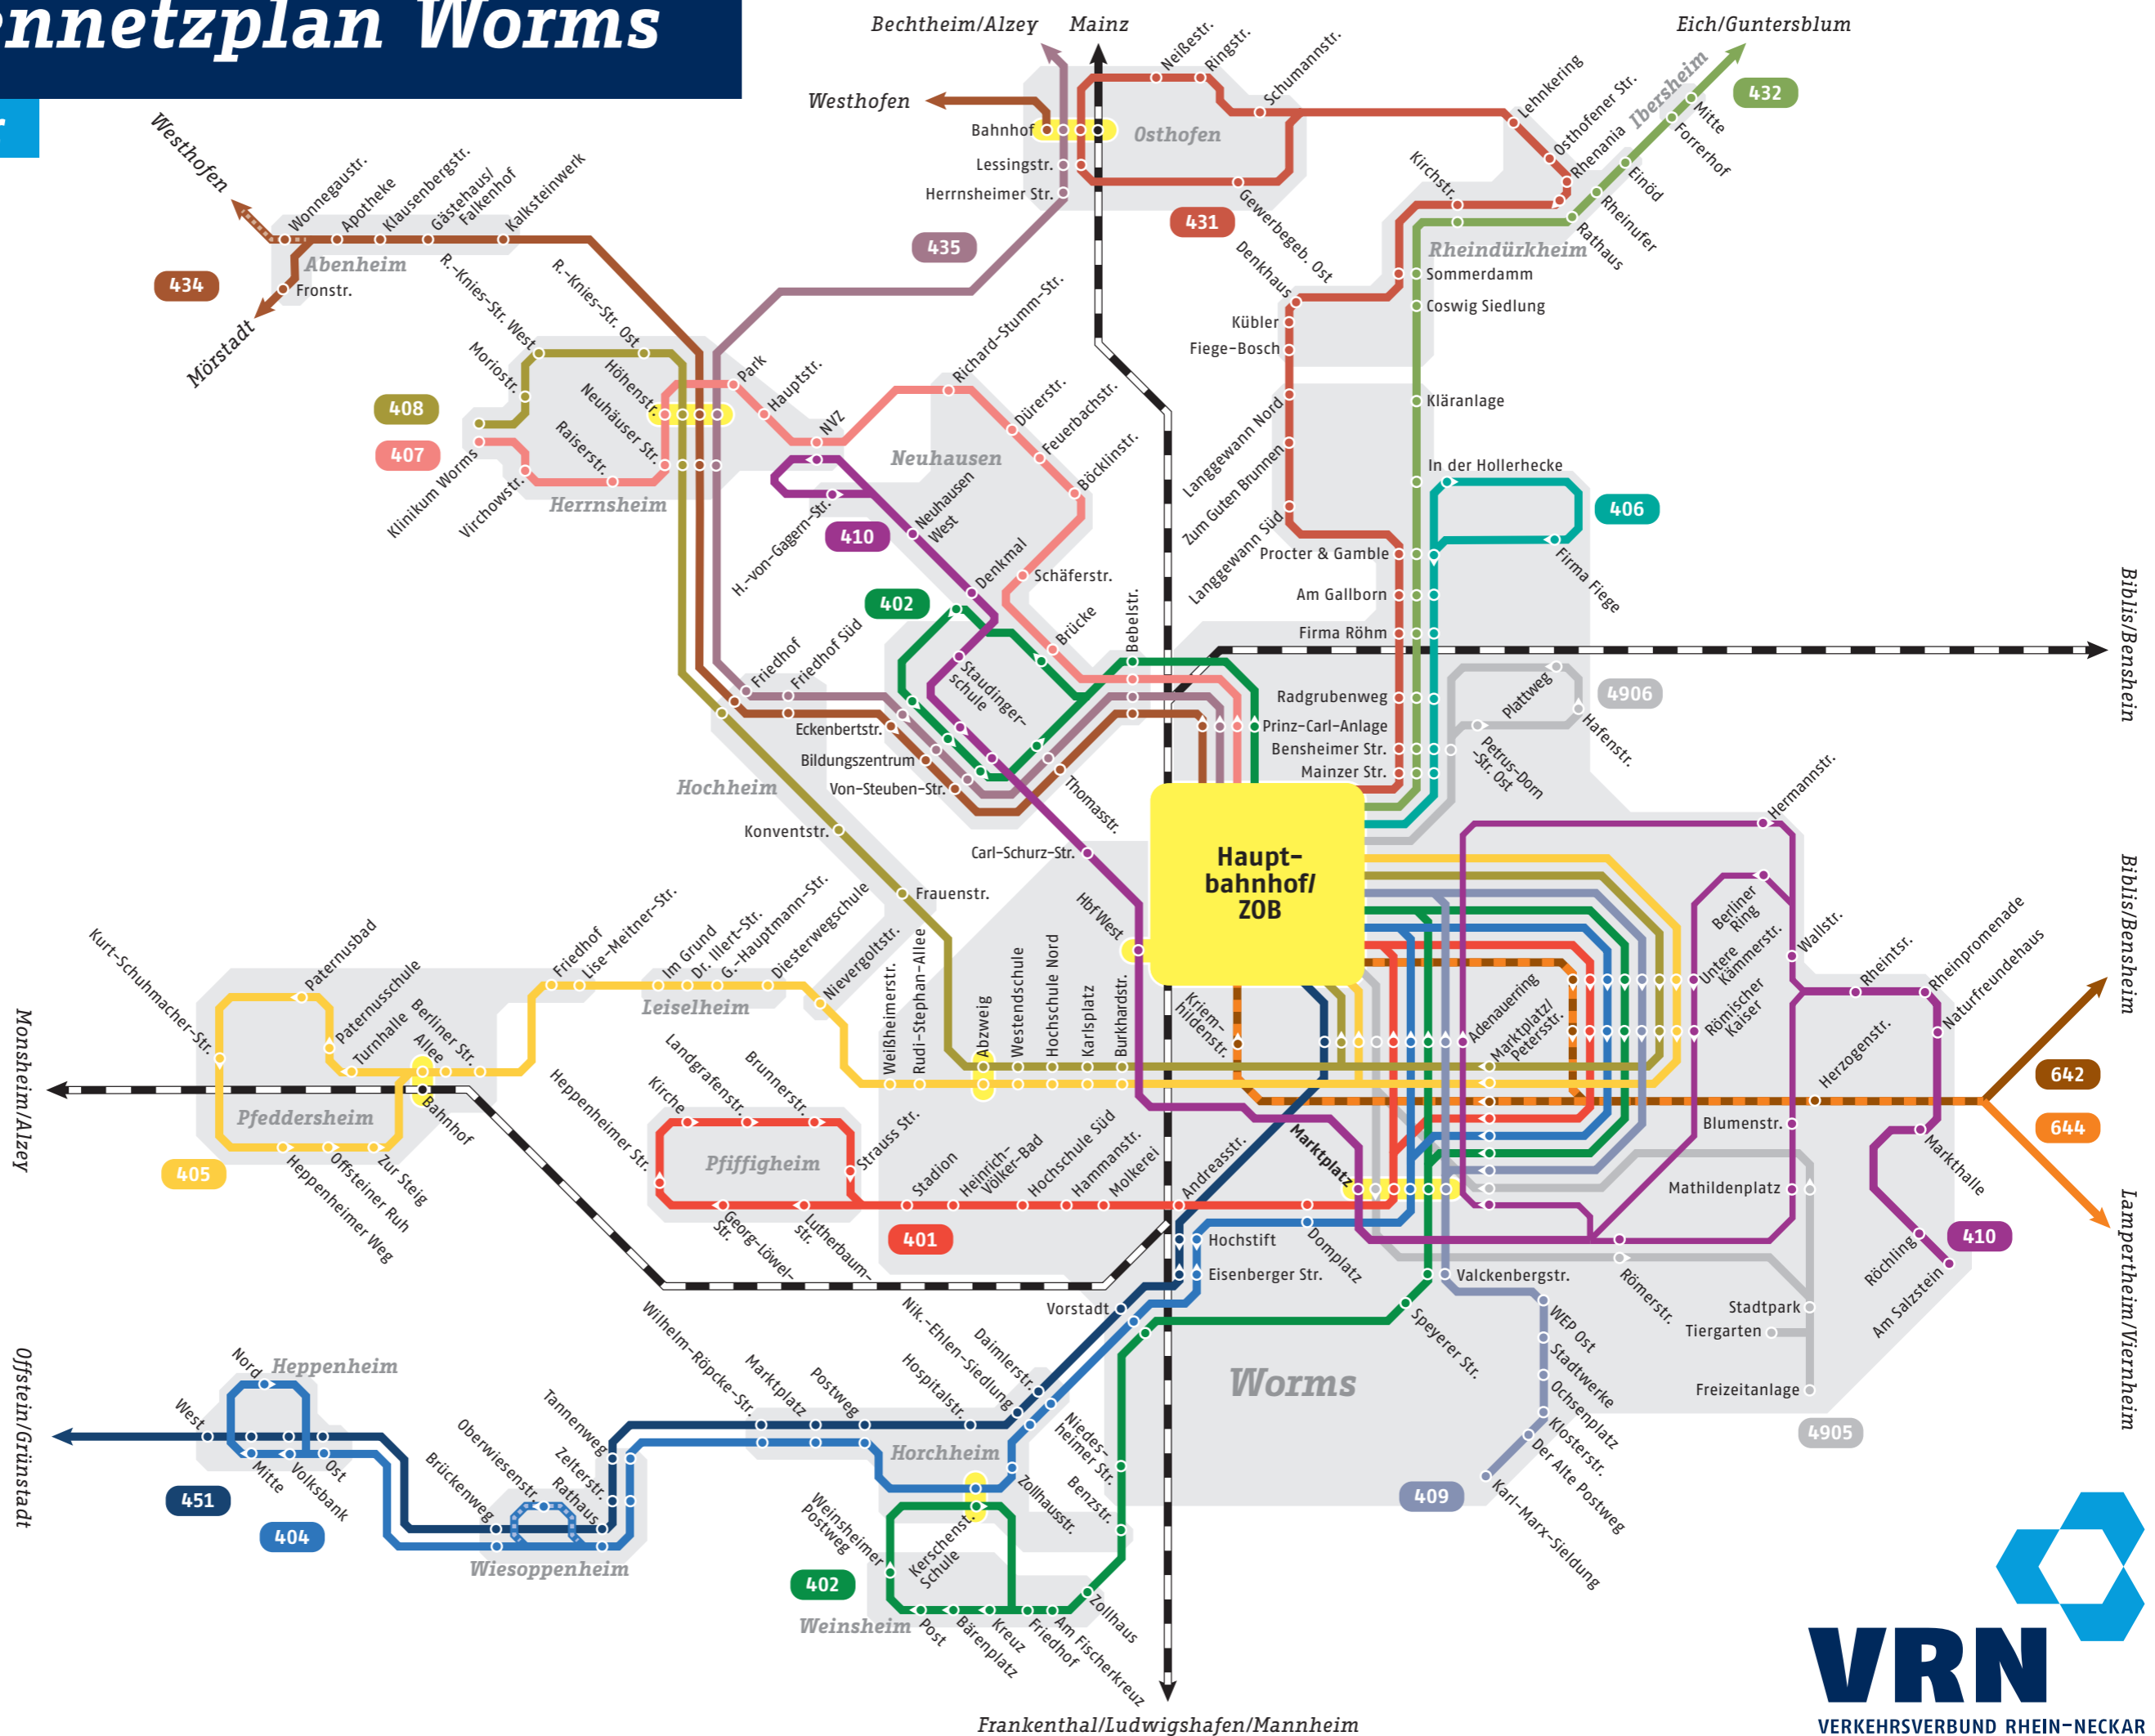 ennetzplan Worms
r
Bechtheim/Alzey
Mainz
Eich/Guntersblum
Westhofen
Neißestr.
Ringstr.
Schumannstr.
Lehnkering
Osthofener Str.
Rhenania
Ibersheim
Mitte
Forrerhof
432
Bahnhof
Osthofen
Lessingstr.
Herrnsheimer Str.
Gewerbegeb. Ost
431
435
Kirchstr.
Einöd
Rheinufer
Rathaus
Rheindürkheim
Denkhaus
Sommerdamm
Coswig Siedlung
Kübler
Fiege-Bosch
Kläranlage
Langgewann Nord
Zum Guten Brunnen
Langgewann Süd
In der Hollerhecke
406
Firma Fiege
Procter & Gamble
Am Gallborn
Firma Röhm
Radgrubenweg
Prinz-Carl-Anlage
Bensheimer Str.
Mainzer Str.
Plattweg
4906
Hafenstr.
Petrus-Dorn
-Str. Ost
Biblis/Benshein
Westhofen
Wonnegaustr.
Apotheke
Klausenbergstr.
Gästehaus/
Falkenhof
Kalksteinwerk
Abenheim
434
Fronstr.
Mörstadt
R.-Knies-Str. West
R.-Knies-Str. Ost
Moriostr.
Höhenstr.
Neuhäuser Str.
Raiserstr.
408
407
Klinikum Worms
Virchowstr.
Herrnsheim
Park
Hauptstr.
NVZ
Richard-Stumm-Str.
Dürerstr.
Feuerbachstr.
Böcklinstr.
Neuhausen
H.-von-Gagern-Str.
410
Neuhausen
West
Denkmal
Schäferstr.
402
Brücke
Bebelstr.
Staudinger-
schule
Friedhof
Friedhof Süd
Eckenbertstr.
Bildungszentrum
Von-Steuben-Str.
Thomasstr.
Carl-Schurz-Str.
Hochheim
Konventstr.
Frauenstr.
Haupt-
bahnhof/
ZOB
Hbf West
Hermannstr.
Berliner
Ring
Untere
Kämmerstr.
Wallstr.
Römischer
Kaiser
Rheintsr.
Rheinpromenade
Naturfreundehaus
Biblis/Bensheim
Adenauerring
Marktplatz/
Petersstr.
Herzogenstr.
642
644
Blumenstr.
Markthalle
Mathildenplatz
Röchling
410
Am Salzstein
Lampertheim/Viernheim
Kurt-Schuhmacher-Str.
Paternusbad
Paternusschule
Turnhalle
Allee
Berliner Str.
Friedhof
Lise-Meitner-Str.
Im Grund
Dr. Illert-Str.
G.-Hauptmann-Str.
Diesterwegschule
Leiselheim
Nievergoltstr.
Weißheimerstr.
Rudi-Stephan-Allee
Abzweig
Westendschule
Hochschule Nord
Karlsplatz
Burkhardstr.
Kriem-
hildenstr.
Monsheim/Alzey
Pfeddersheim
Bahnhof
405
Heppenheimer Weg
Offsteiner Ruh
Zur Steig
Heppenheimer Str.
Kirche
Landgrafenstr.
Brunnerstr.
Pfiffigheim
Strauss Str.
Georg-Löwel-
Str.
Lutherbaum-
str.
401
Stadion
Heinrich-
Völker-Bad
Hochschule Süd
Hammanstr.
Molkerei
Andreasstr.
Marktplatz
Hochstift
Eisenberger Str.
Domplatz
Valckenbergstr.
Speyerer Str.
WEP Ost
Stadtwerke
Ochsenplatz
Klosterstr.
Der Alte Postweg
Karl-Marx-Sieldung
409
Römerstr.
Stadtpark
Tiergarten
Freizeitanlage
4905
Worms
Vorstadt
Nik.-Ehlen-Siedlung
Daimlerstr.
Hospitalstr.
Wilhelm-Röpcke-Str.
Marktplatz
Postweg
Horchheim
Niedes-
heimer Str.
Zollhausstr.
Benzstr.
Offstein/Grünstadt
Heppenheim
Nord
West
Mitte
Volksbank
Ost
451
404
Tannenweg
Zelterstr.
Rathaus
Oberwiesenstr.
Brückenweg
Wiesoppenheim
Weinsheimer
Postweg
Kerschenst.
Schule
402
Weinsheim
Post
Bärenplatz
Kreuz
Friedhof
Am Fischerkreuz
Zollhaus
Frankenthal/Ludwigshafen/Mannheim
VRN
VERKEHRSVERBUND RHEIN-NECKAR